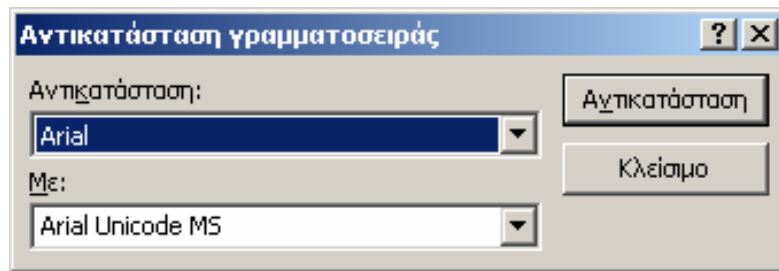 Αντικατάσταση γραμματοσειράς
Αντικατάσταση:
Arial
Με:
Arial Unicode MS
Αντικατάσταση
Κλείσιμο